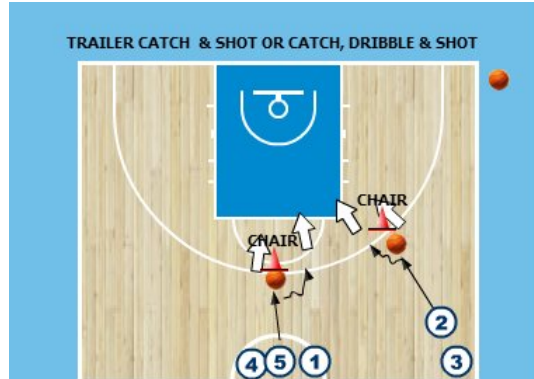 TRAILER CATCH & SHOT OR CATCH, DRIBBLE & SHOT
CHAIR
CHAIR
2
4 5 1
3